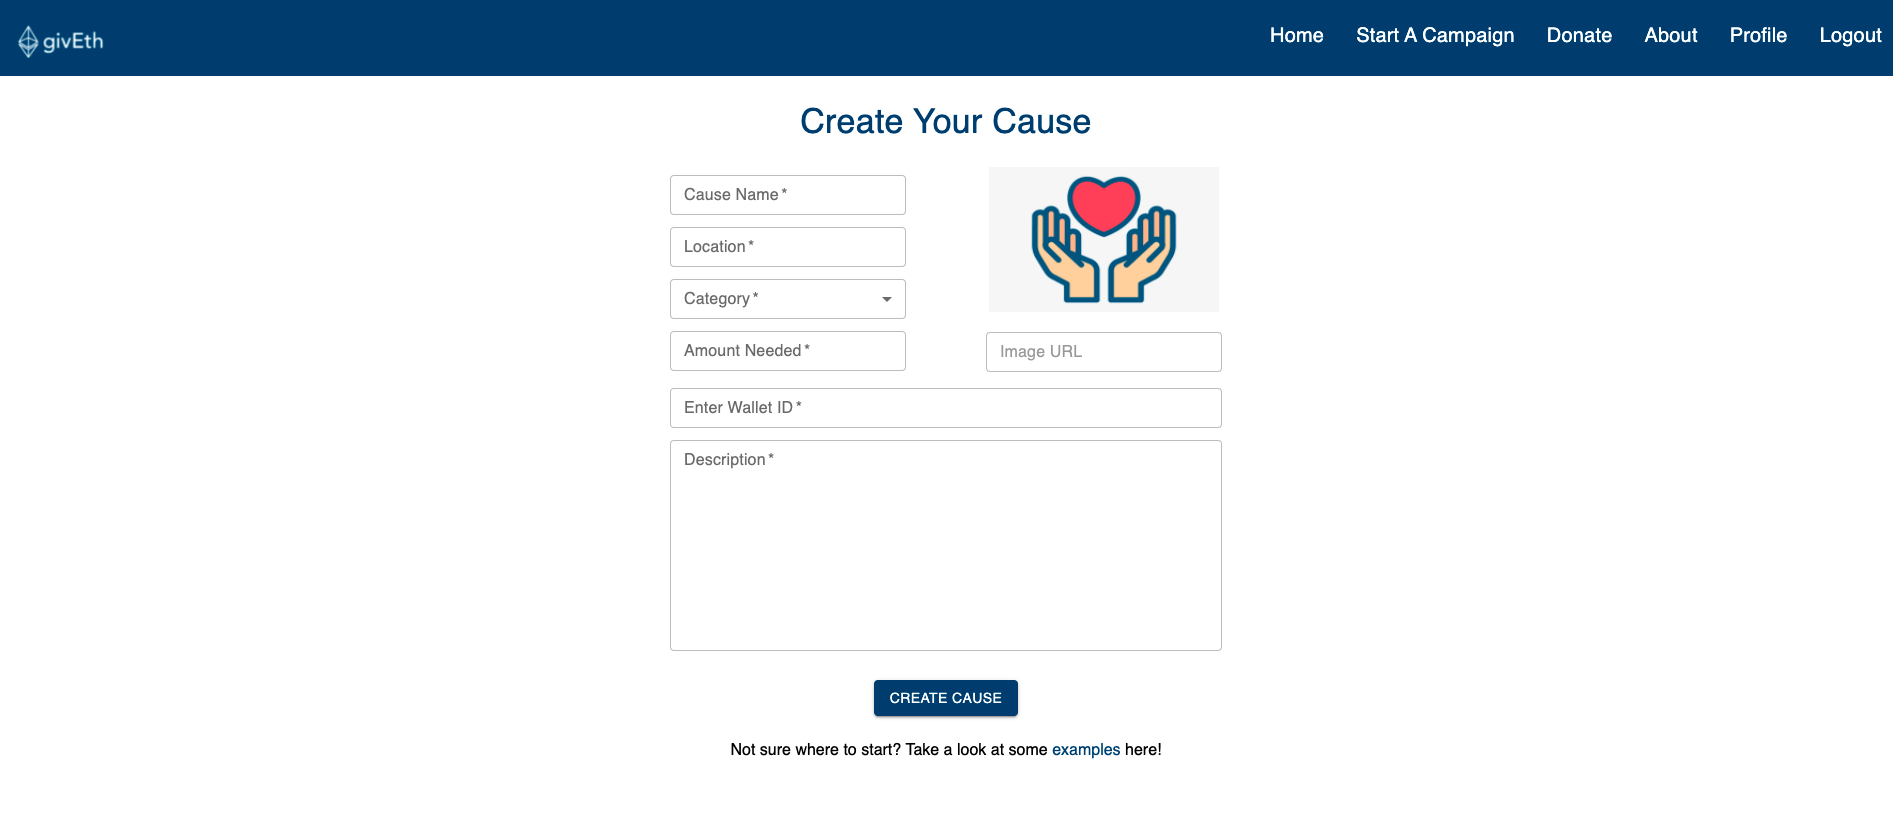 givEth
Home Start A Campaign Donate About Profile Logout
Create Your Cause
Cause Name *
Location *
Category *
Amount Needed *
Image URL
Enter Wallet ID *
Description *
CREATE CAUSE
Not sure where to start? Take a look at some examples here!